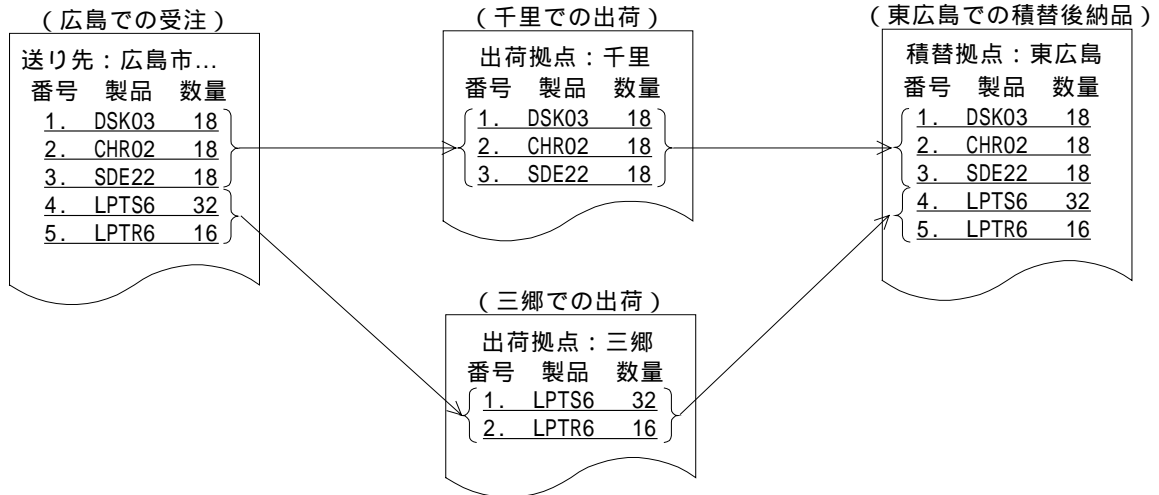 （広島での受注）
送り先：広島市…
番号 製品 数量
1. DSK03 18
2. CHR02 18
3. SDE22 18
4. LPTS6 32
5. LPTR6 16
（千里での出荷）
出荷拠点：千里
番号 製品 数量
1. DSK03 18
2. CHR02 18
3. SDE22 18
（三郷での出荷）
出荷拠点：三郷
番号 製品 数量
1. LPTS6 32
2. LPTR6 16
（東広島での積替後納品）
積替拠点：東広島
番号 製品 数量
1. DSK03 18
2. CHR02 18
3. SDE22 18
4. LPTS6 32
5. LPTR6 16